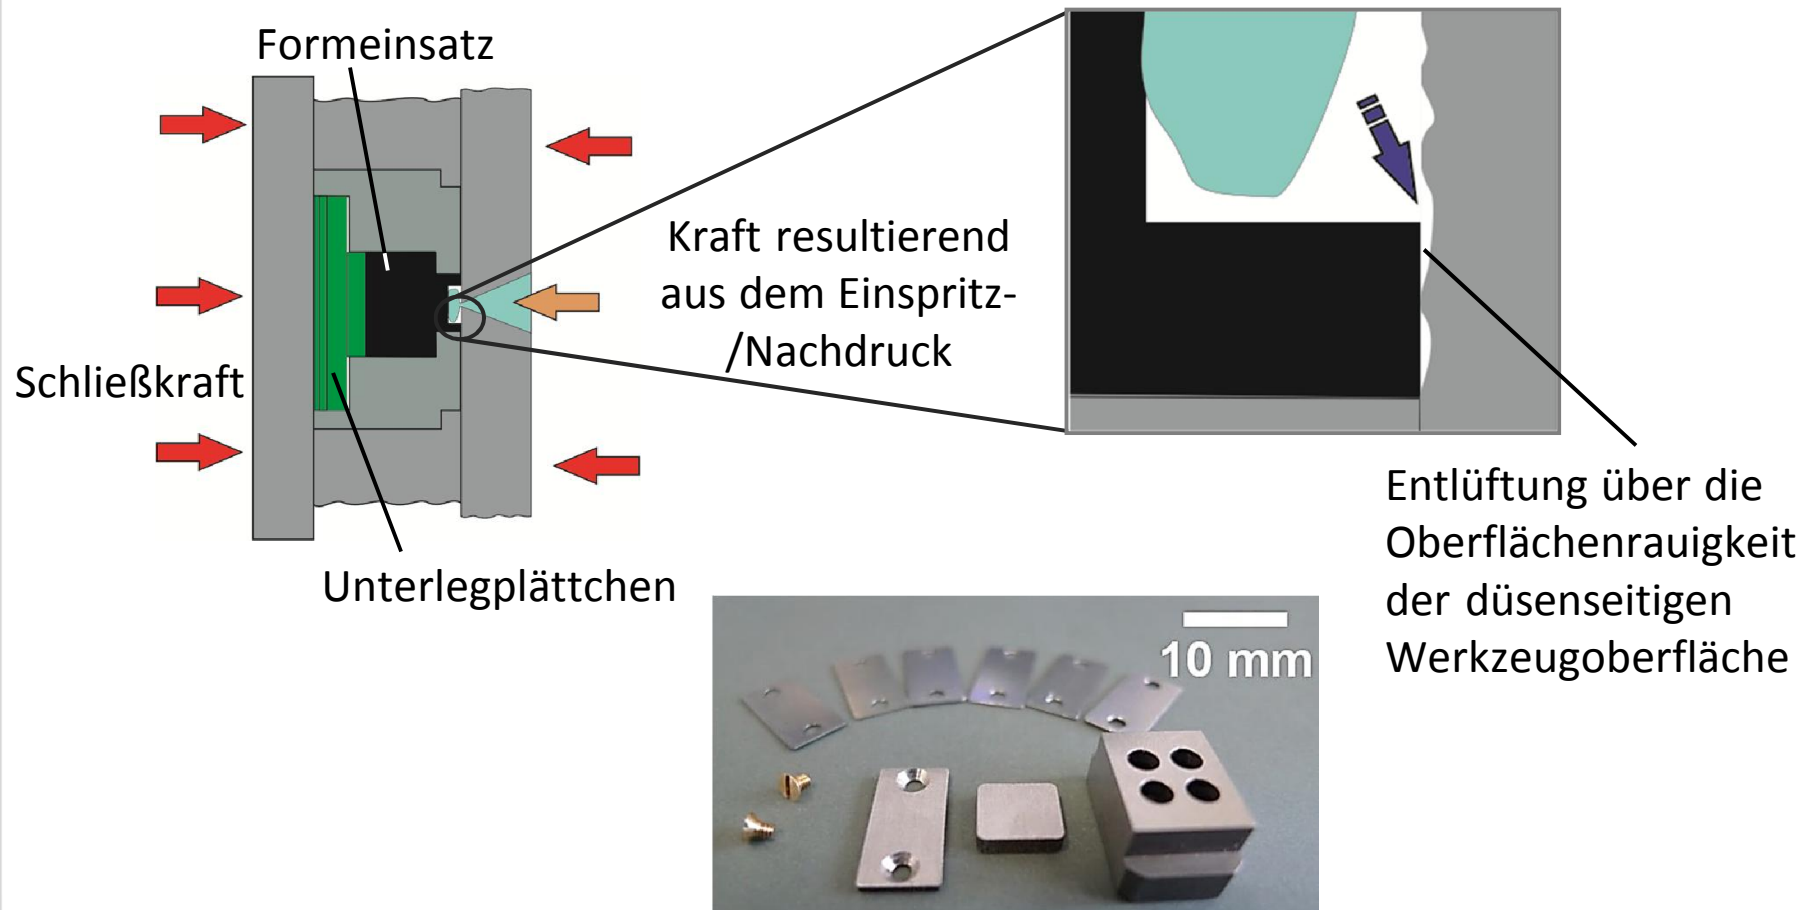 Formeinsatz
Kraft resultierend
aus dem Einspritz-
/Nachdruck
Schließkraft
Unterlegplättchen
Entlüftung über die
Oberflächenrauigkeit
der düsenseitigen
Werkzeugoberfläche
10 mm